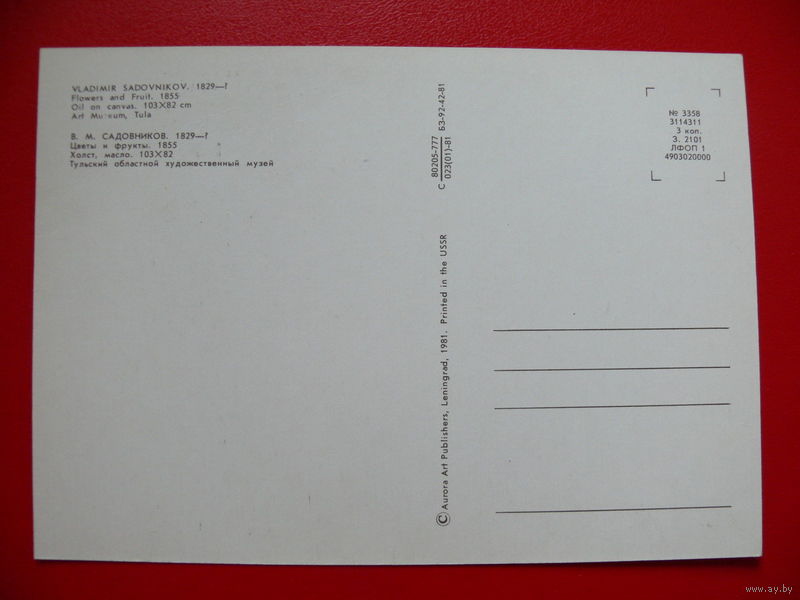 VLADIMIR SADOVNIKOV. 1829—?
Flowers and Fruit. 1855
Oil on canvas. 103X82 cm
Art Museum, Tula
В. М. САДОВНИКОВ. 1829—?
Цветы и фрукты. 1855
Холст, масло. 103X82
Тульский областной художественный музей
С 80205-777
023(01)-81 БЗ-92-42-81
© Aurora Art Publishers, Leningrad, 1981. Printed in the USSR
№ 3358
3114311
3 коп.
З. 2101
ЛФОП 1
4903020000
www.ay.by